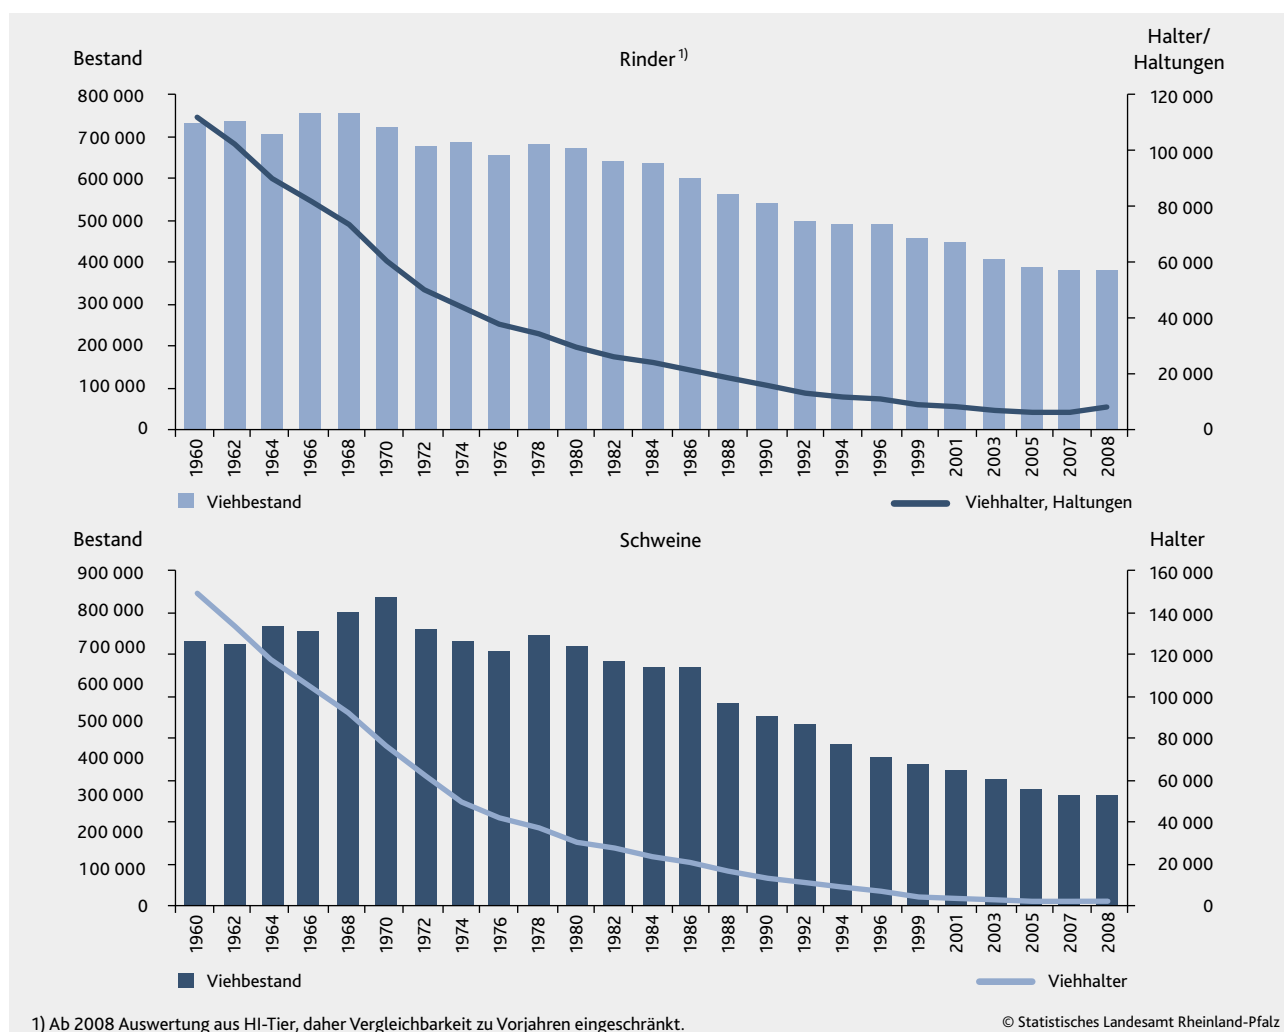 Bestand
Rinder 1)
Halter/
Haltungen
800 000
700 000
600 000
500 000
400 000
300 000
200 000
100 000
0
120 000
100 000
80 000
60 000
40 000
20 000
0
1960 1962 1964 1966 1968 1970 1972 1974 1976 1978 1980 1982 1984 1986 1988 1990 1992 1994 1996 1999 2001 2003 2005 2007 2008
Viehbestand
Viehhalter, Haltungen
Bestand
Schweine
Halter
900 000
800 000
700 000
600 000
500 000
400 000
300 000
200 000
100 000
0
160 000
140 000
120 000
100 000
80 000
60 000
40 000
20 000
0
1960 1962 1964 1966 1968 1970 1972 1974 1976 1978 1980 1982 1984 1986 1988 1990 1992 1994 1996 1999 2001 2003 2005 2007 2008
Viehbestand
Viehhalter
1) Ab 2008 Auswertung aus HI-Tier, daher Vergleichbarkeit zu Vorjahren eingeschränkt.
© Statistisches Landesamt Rheinland-Pfalz